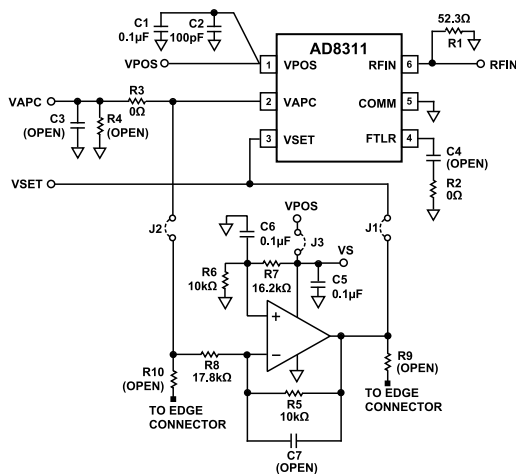 C1
0.1µF
C2
100pF
52.3Ω
R1
AD8311
VPOS
1
VPOS
RFIN
6
RFIN
VAPC
R3
0Ω
2
VAPC
COMM
5
C3
(OPEN)
R4
(OPEN)
3
VSET
FTLR
4
C4
(OPEN)
R2
0Ω
VSET
J2
C6
0.1µF
VPOS
J3
J1
VS
R6
10kΩ
R7
16.2kΩ
C5
0.1µF
+
−
R10
(OPEN)
R8
17.8kΩ
R9
(OPEN)
R5
10kΩ
TO EDGE
CONNECTOR
TO EDGE
CONNECTOR
C7
(OPEN)